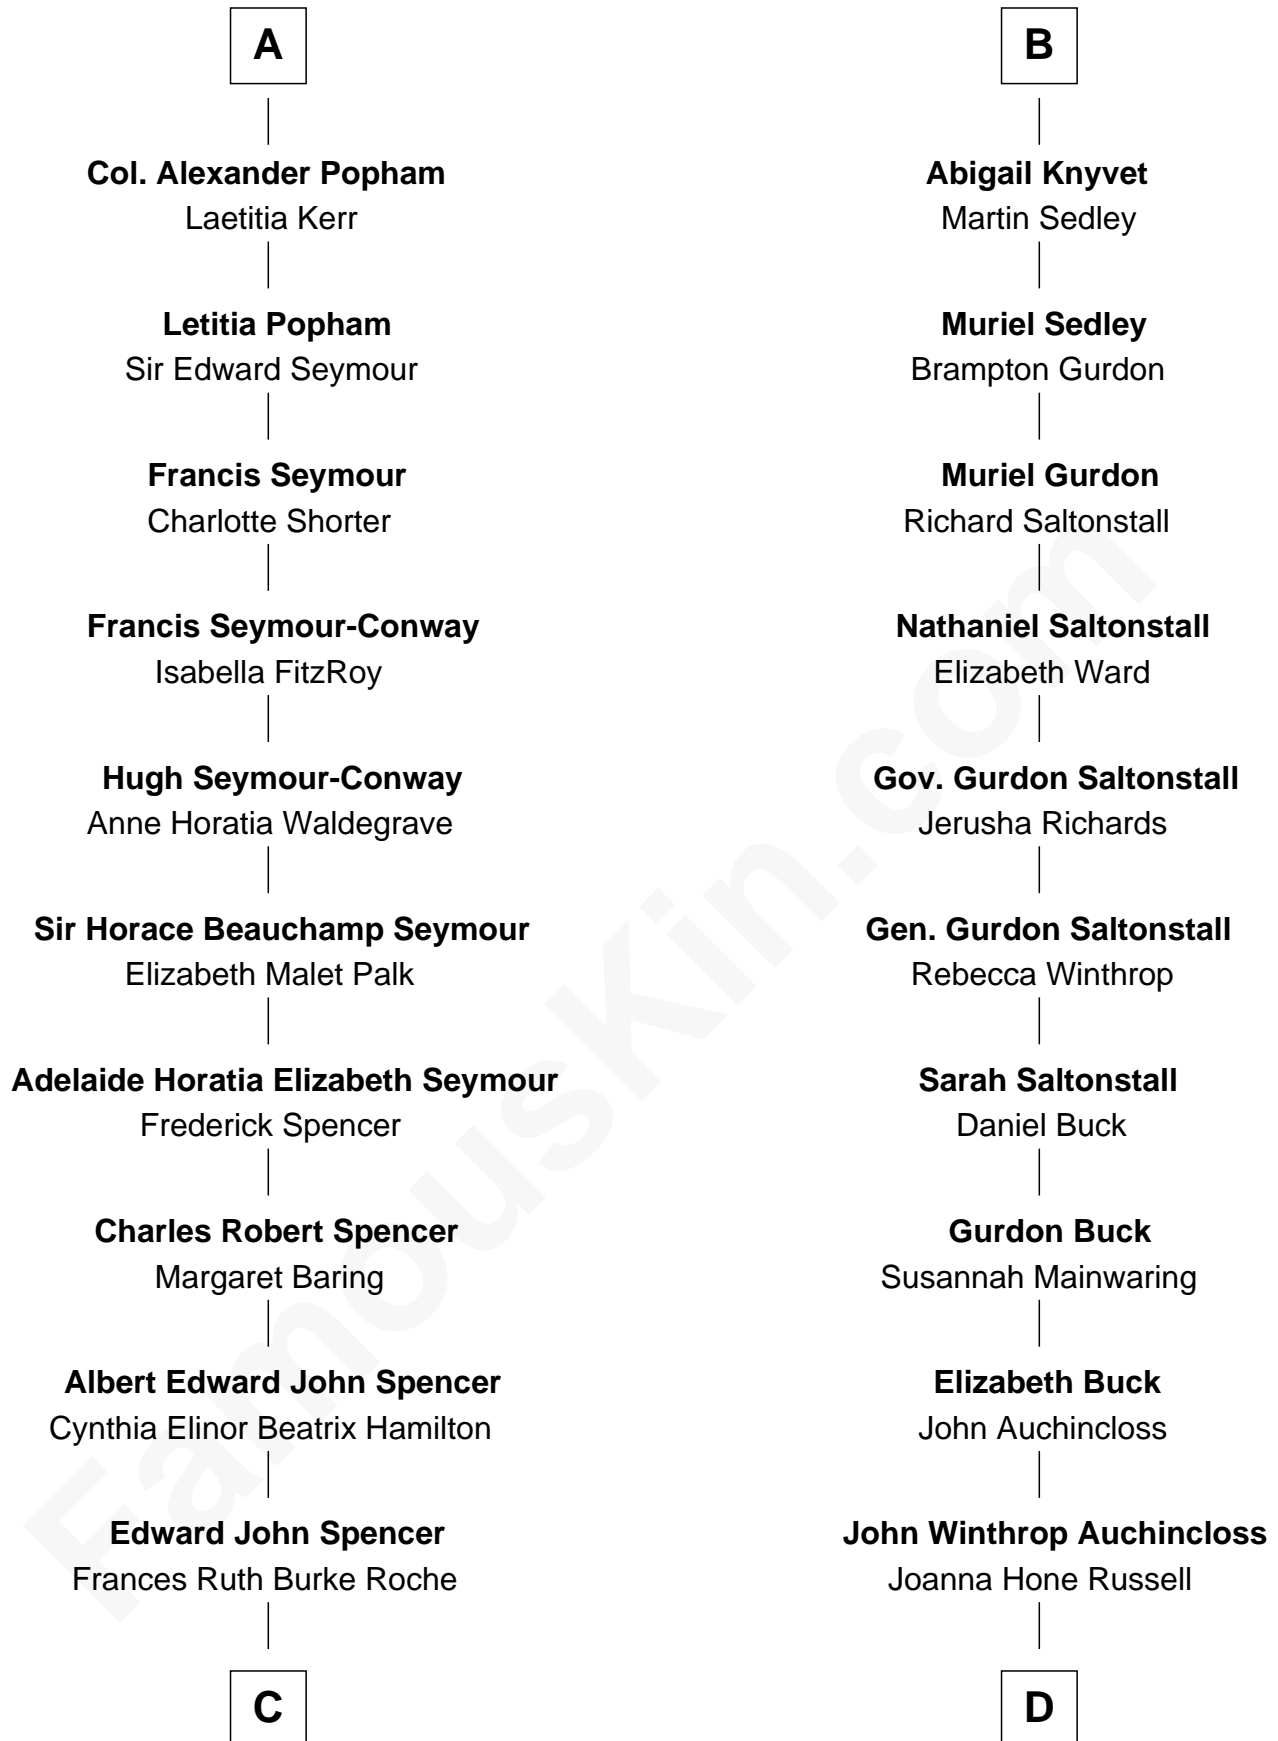 A
Col. Alexander Popham
Laetitia Kerr
Letitia Popham
Sir Edward Seymour
Francis Seymour
Charlotte Shorter
Francis Seymour-Conway
Isabella FitzRoy
Hugh Seymour-Conway
Anne Horatia Waldegrave
Sir Horace Beauchamp Seymour
Elizabeth Malet Palk
Adelaide Horatia Elizabeth Seymour
Frederick Spencer
Charles Robert Spencer
Margaret Baring
Albert Edward John Spencer
Cynthia Elinor Beatrix Hamilton
Edward John Spencer
Frances Ruth Burke Roche
C
B
Abigail Knyvet
Martin Sedley
Muriel Sedley
Brampton Gurdon
Muriel Gurdon
Richard Saltonstall
Nathaniel Saltonstall
Elizabeth Ward
Gov. Gurdon Saltonstall
Jerusha Richards
Gen. Gurdon Saltonstall
Rebecca Winthrop
Sarah Saltonstall
Daniel Buck
Gurdon Buck
Susannah Mainwaring
Elizabeth Buck
John Auchincloss
John Winthrop Auchincloss
Joanna Hone Russell
D
FamousKin.com